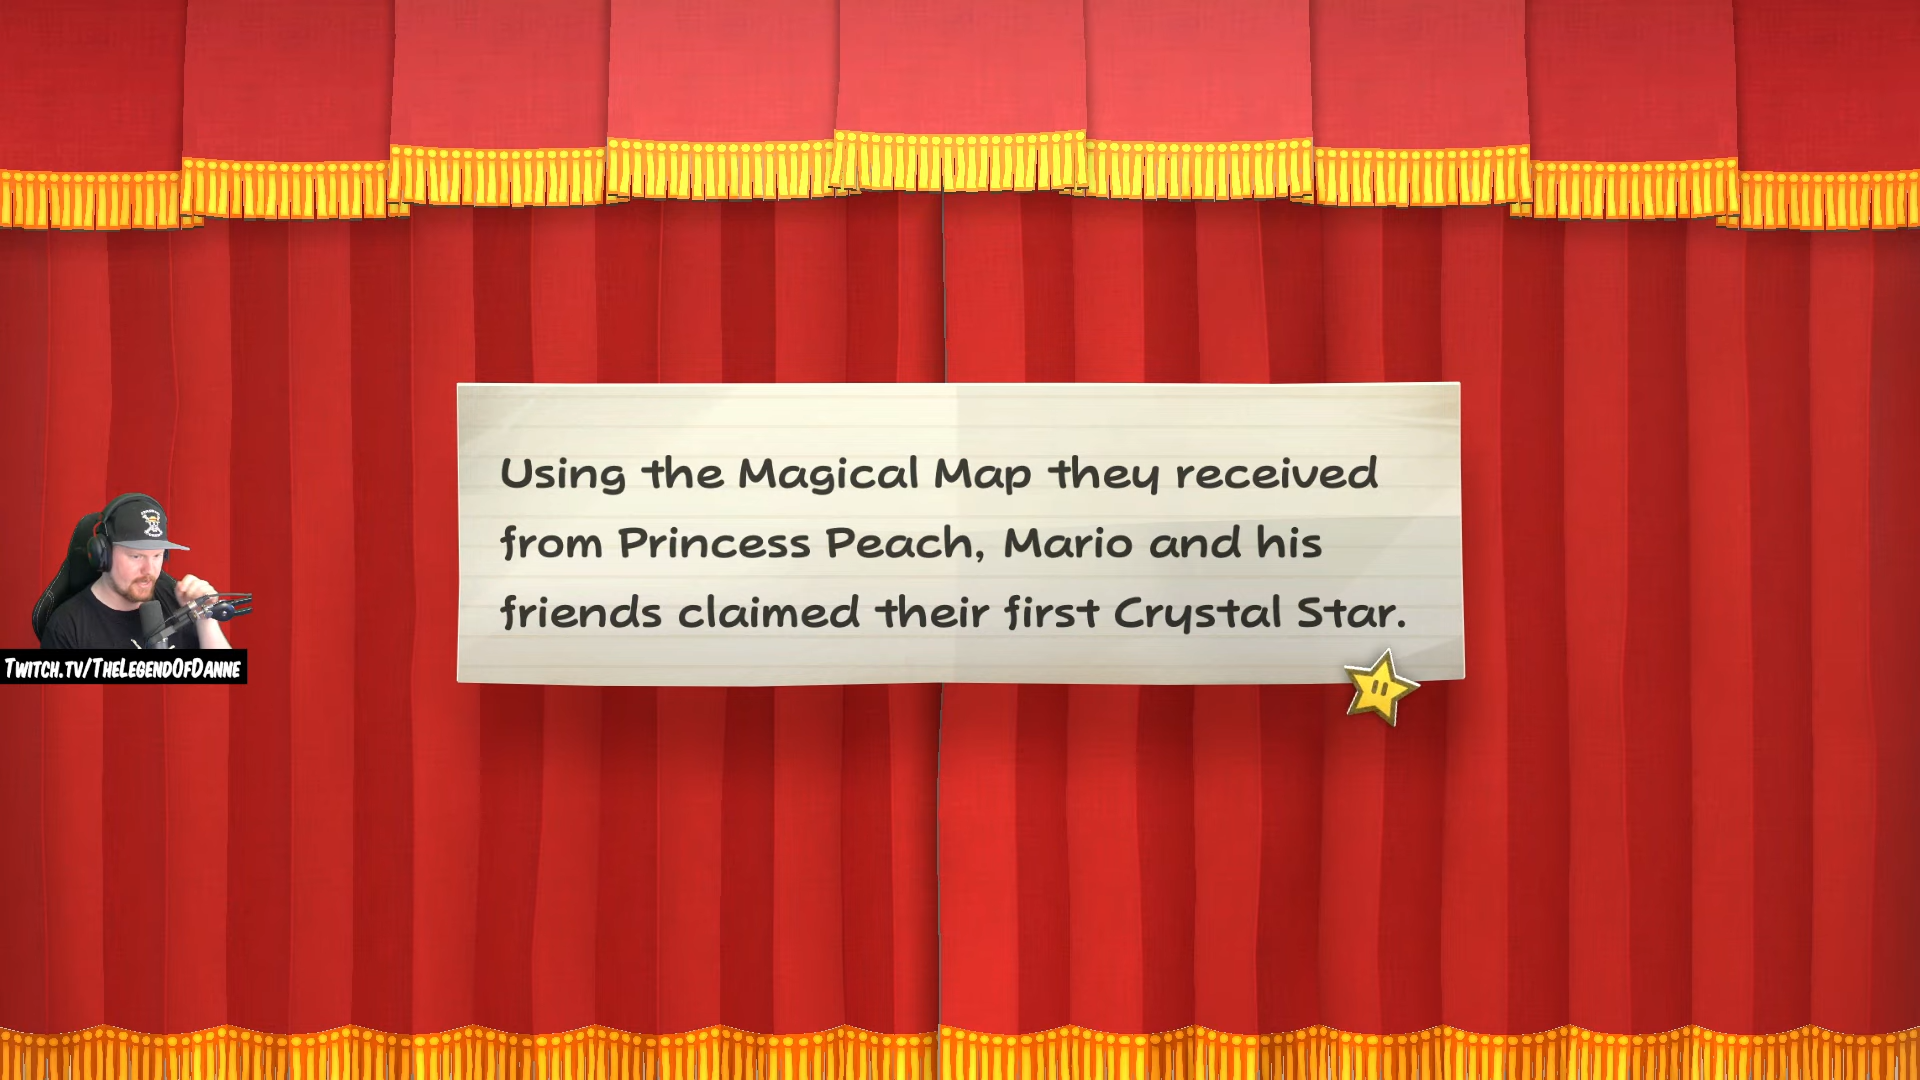 Using the Magical Map they received
from Princess Peach, Mario and his
friends claimed their first Crystal Star.
Twitch.tv/TheLegendOfDanne